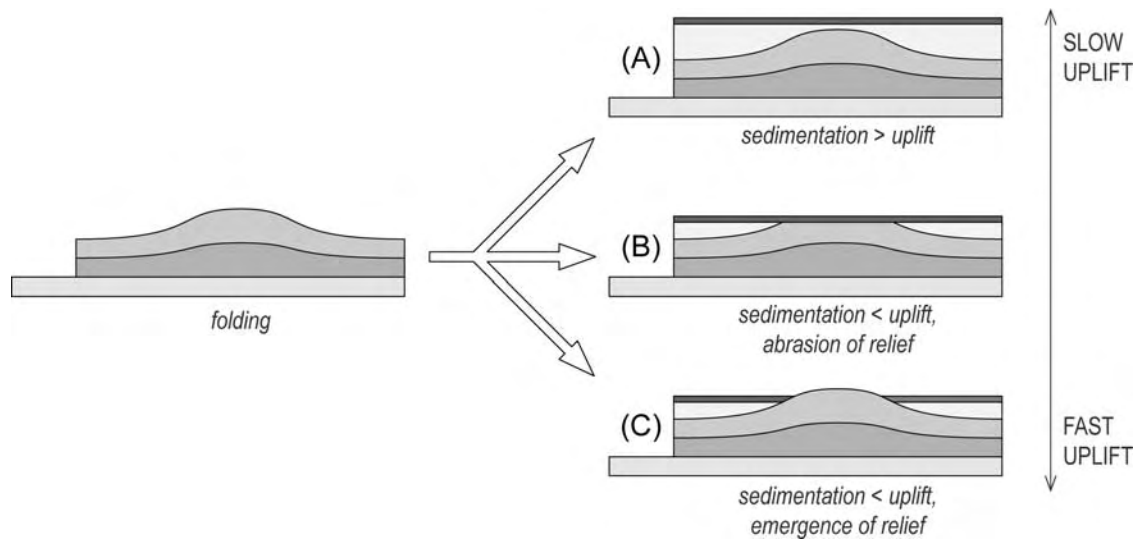 folding
(A)
sedimentation > uplift
(B)
sedimentation < uplift,
abrasion of relief
(C)
sedimentation < uplift,
emergence of relief
SLOW
UPLIFT
FAST
UPLIFT